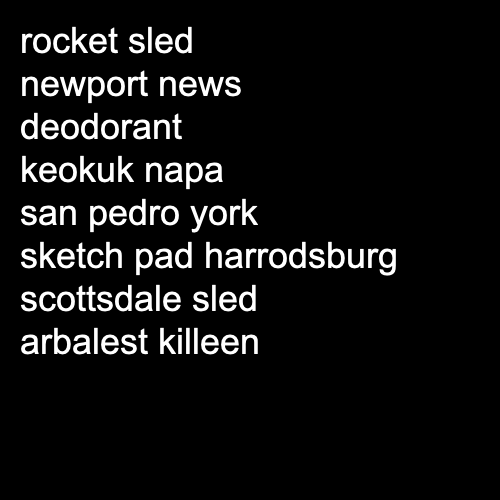 rocket sled
newport news
deodorant
keokuk napa
san pedro york
sketch pad harrodsburg
scottsdale sled
arbalest killeen